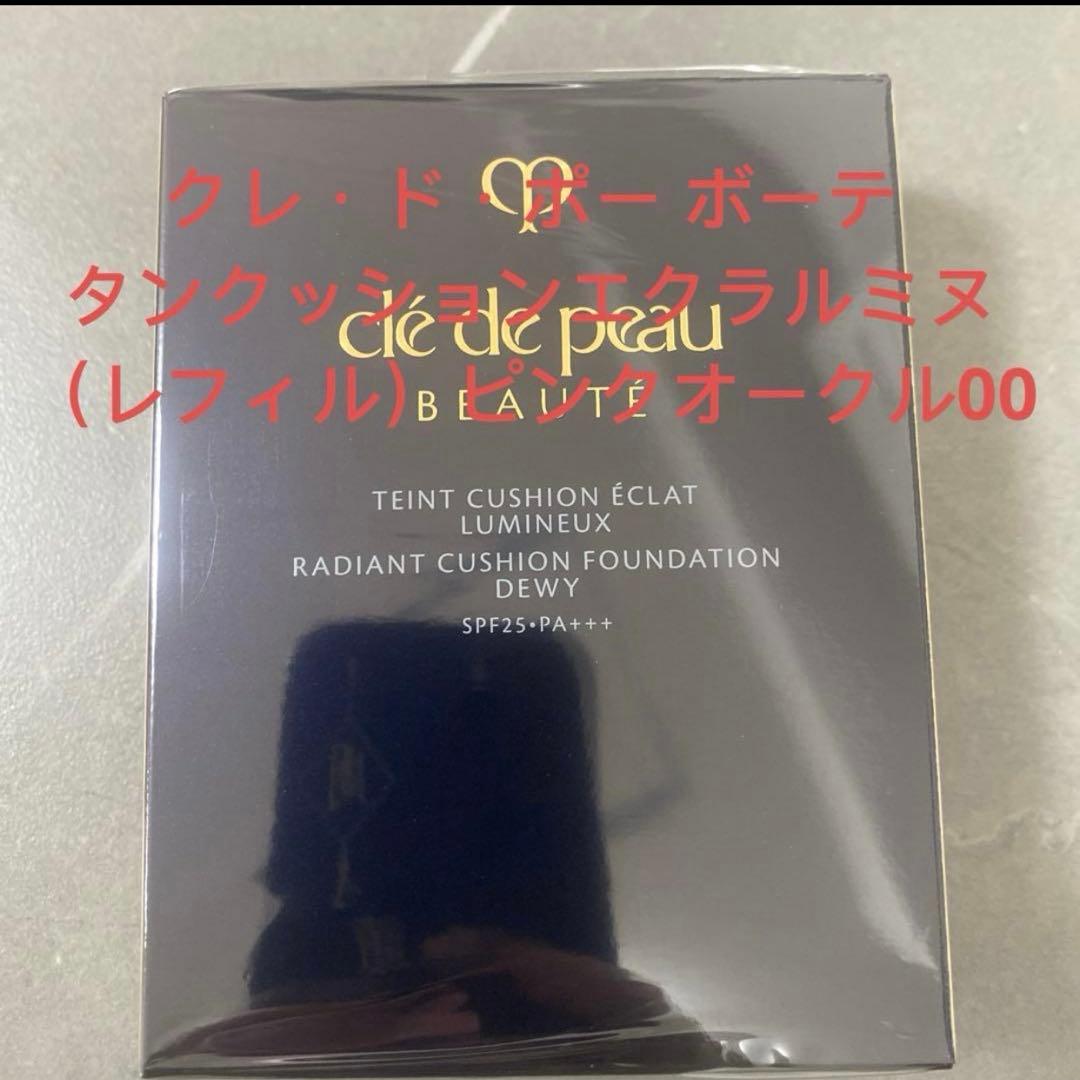 クレ・ド・ポー ボーテ
タンクッションエクラルミヌ
(レフィル) ピンクオークル00
clé de peau
BEAUTÉ
TEINT CUSHION ÉCLAT
LUMINEUX
RADIANT CUSHION FOUNDATION
DEWY
SPF25•PA+++